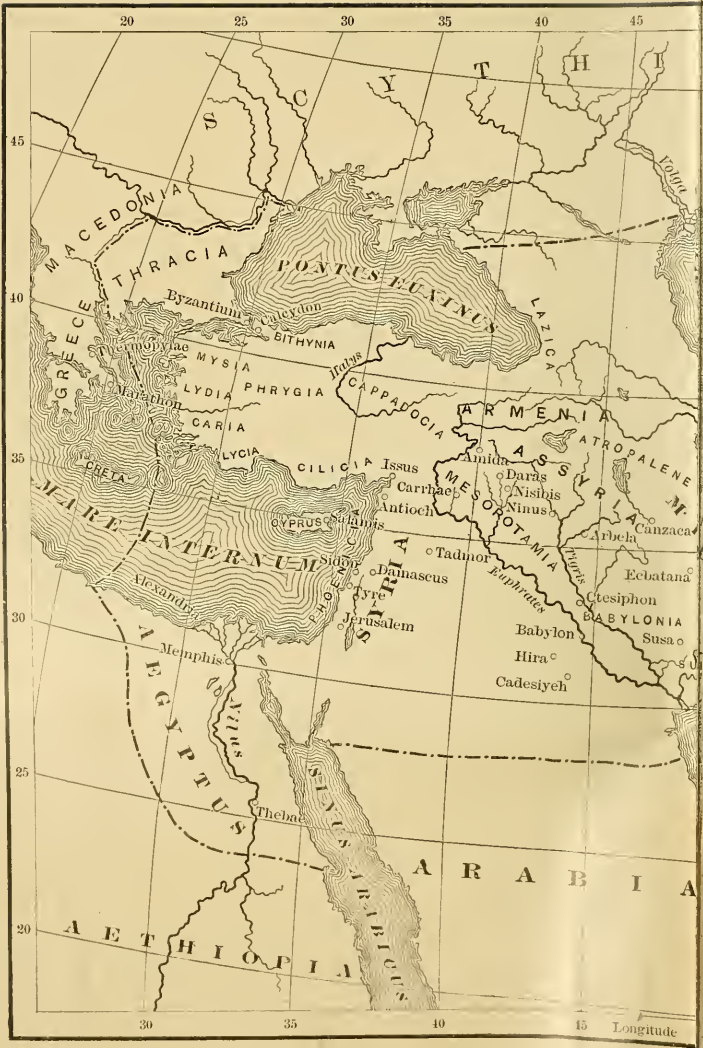 20 25 30 35 40 45
SCYTHI
45
Volga
MACEDONIA
THRACIA
PONTUS EUXINUS
40
LAZICA
Byzantium
Calcydon
BITHYNIA
GREECE
Thermopylae
MYSIA
Halys
LYDIA
PHRYGIA
CAPPADOCIA
ARMENIA
Marathon
CARIA
ATROPALENE
35
LYCIA
CILICIA
Issus
Amida
ASSYRIA
CRETA
Daras
Carrhae
MESOROTAMIA
Nisibis
M.
Antioch
Ninus
CYPRUS
Salamis
Canzaca
MARE INTERNUM
Arbela
PHOENICIA
SYRIA
Tadmor
Tigris
Sidon
Damascus
Euphrates
Ecbatana
Alexandria
Tyre
Ctesiphon
30
Jerusalem
BABYLONIA
Babylon
Susa
Memphis
Hira
Cadesiyeh
AEGYPTUS
Nilus
25
SINUS ARABICUS
Thebae
ARABIA
20
AETHIOPIA
30 35 40 45
Longitude